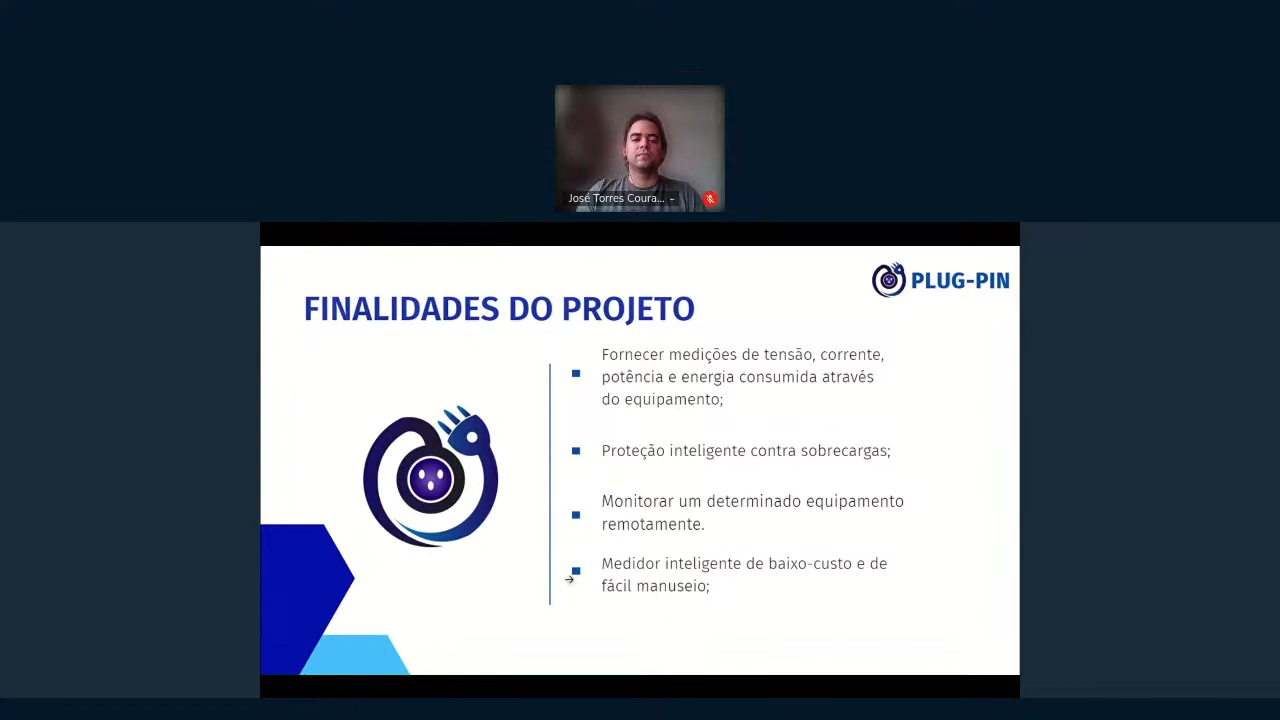 José Torres Coura...
PLUG-PIN
FINALIDADES DO PROJETO
Fornecer medições de tensão, corrente,
potência e energia consumida através
do equipamento;
Proteção inteligente contra sobrecargas;
Monitorar um determinado equipamento
remotamente.
Medidor inteligente de baixo-custo e de
fácil manuseio;